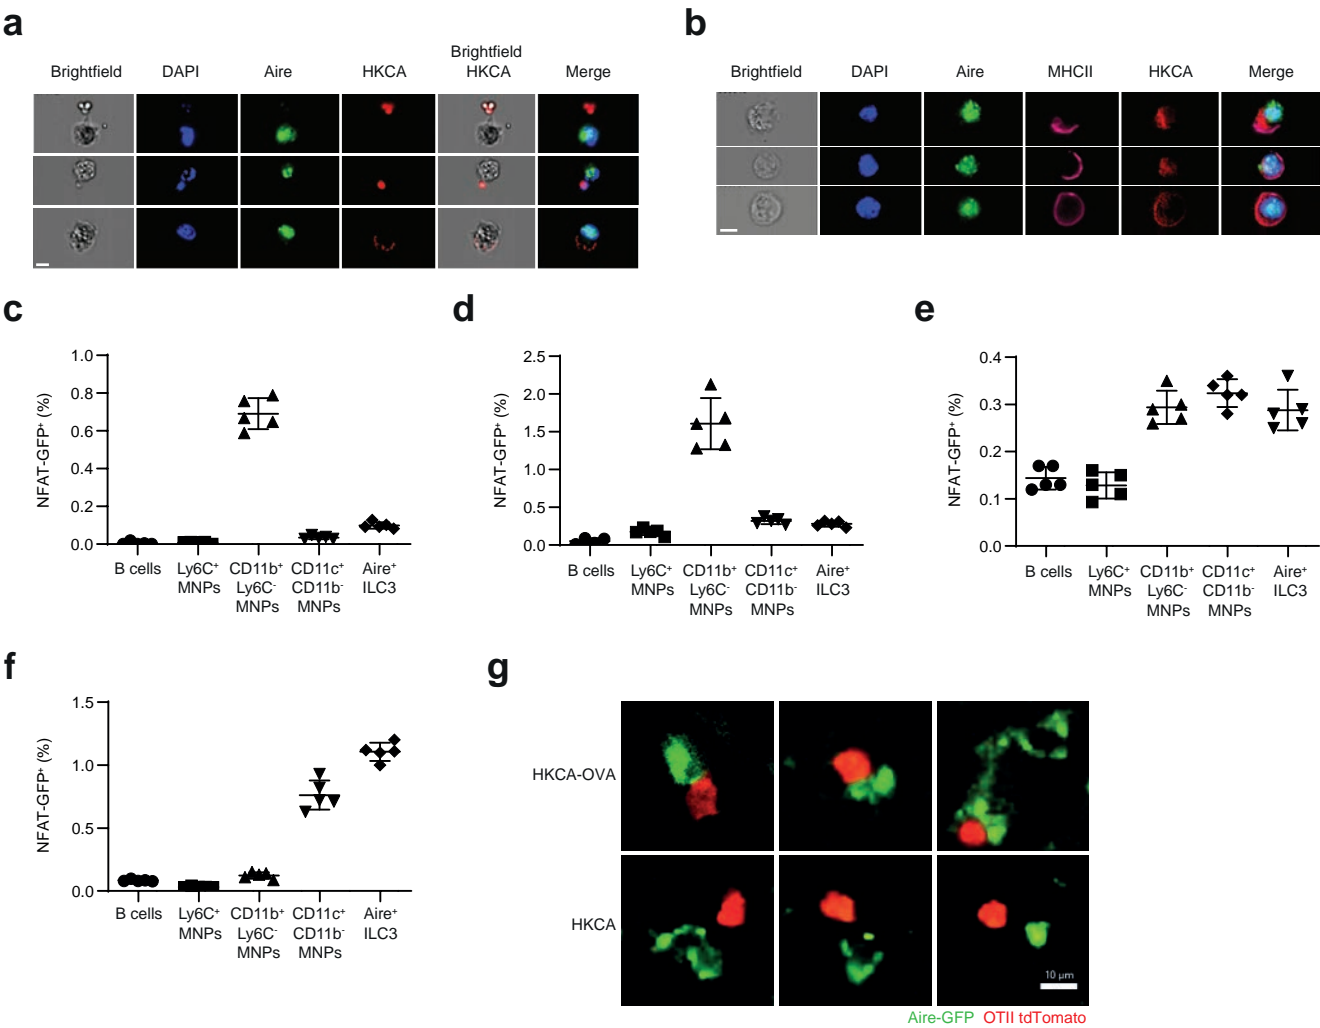 a
Brightfield DAPI Aire HKCA Brightfield HKCA Merge
b
Brightfield DAPI Aire MHCII HKCA Merge
c
NFAT-GFP⁺ (%)
1.0
0.8
0.6
0.4
0.2
0.0
B cells Ly6C⁺ CD11b⁺ CD11c⁺ Aire⁺
MNPs Ly6C⁻ CD11b⁻ ILC3
MNPs MNPs
d
NFAT-GFP⁺ (%)
2.5
2.0
1.5
1.0
0.5
0.0
B cells Ly6C⁺ CD11b⁺ CD11c⁺ Aire⁺
MNPs Ly6C⁻ CD11b⁻ ILC3
MNPs MNPs
e
NFAT-GFP⁺ (%)
0.4
0.3
0.2
0.1
0.0
B cells Ly6C⁺ CD11b⁺ CD11c⁺ Aire⁺
MNPs Ly6C⁻ CD11b⁻ ILC3
MNPs MNPs
f
NFAT-GFP⁺ (%)
1.5
1.0
0.5
0.0
B cells Ly6C⁺ CD11b⁺ CD11c⁺ Aire⁺
MNPs Ly6C⁻ CD11b⁻ ILC3
MNPs MNPs
g
HKCA-OVA
HKCA
10 µm
Aire-GFP OTII tdTomato